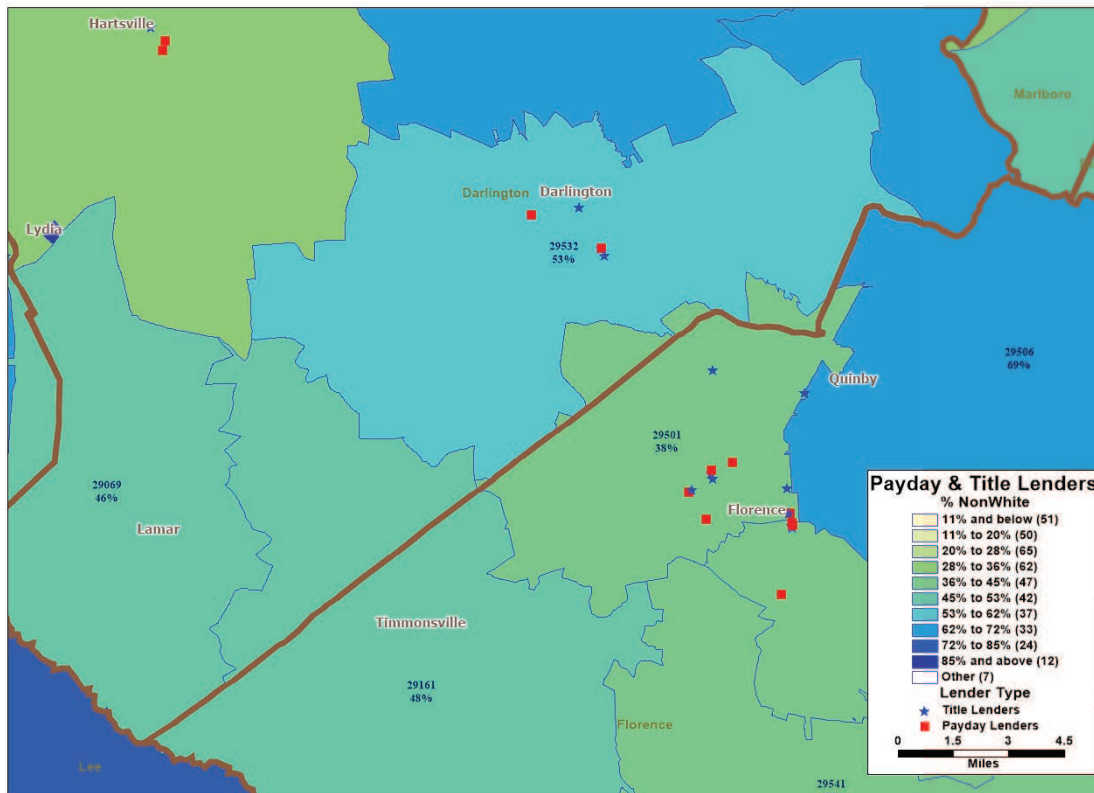 Hartsville
Marlboro
Darlington
Darlington
Lydia
29532
53%
29506
69%
Quinby
29501
38%
29069
46%
Lamar
Florence
Timmonsville
29161
48%
Florence
Lee
29541
Payday & Title Lenders
% NonWhite
11% and below (51)
11% to 20% (50)
20% to 28% (65)
28% to 36% (62)
36% to 45% (47)
45% to 53% (42)
53% to 62% (37)
62% to 72% (33)
72% to 85% (24)
85% and above (12)
Other (7)
Lender Type
Title Lenders
Payday Lenders
0 1.5 3 4.5
Miles